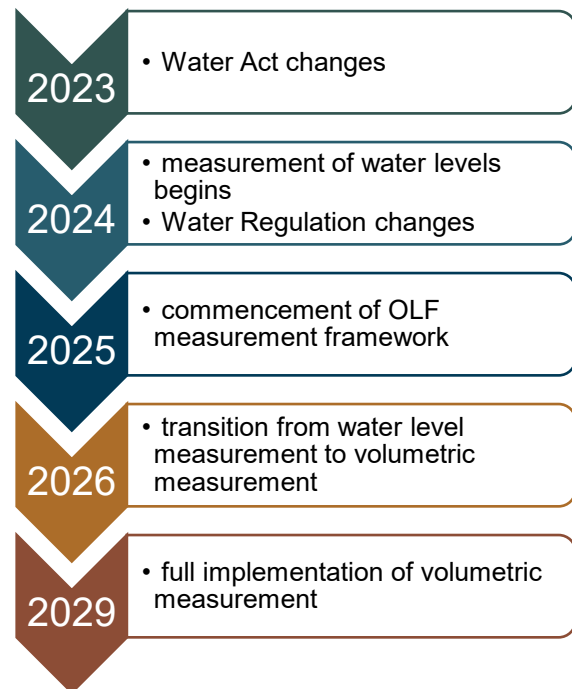 2023
• Water Act changes
2024
• measurement of water levels
begins
• Water Regulation changes
2025
• commencement of OLF
measurement framework
2026
• transition from water level
measurement to volumetric
measurement
2029
• full implementation of volumetric
measurement